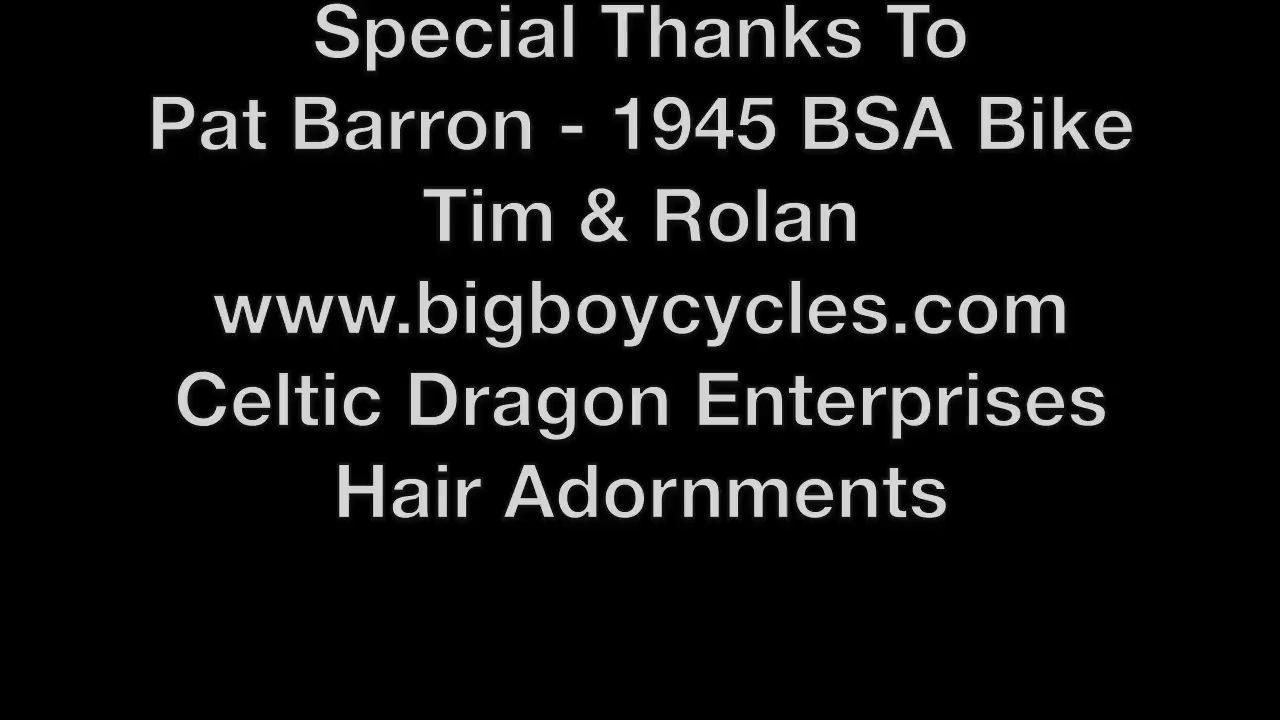 Special Thanks To
Pat Barron - 1945 BSA Bike
Tim & Rolan
www.bigboycycles.com
Celtic Dragon Enterprises
Hair Adornments